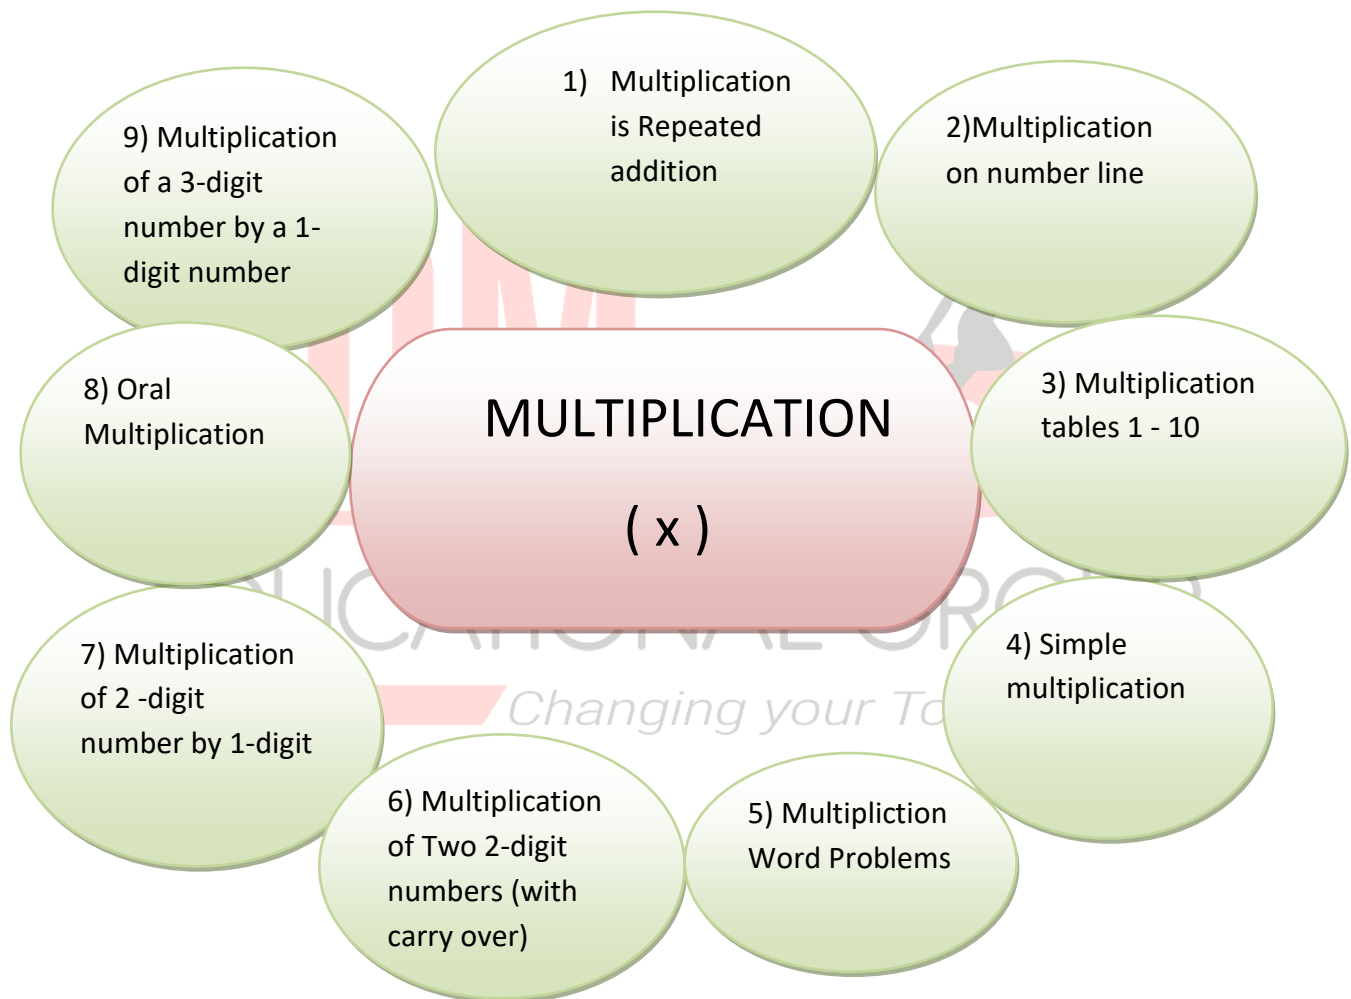 MULTIPLICATION
( x )
1) Multiplication
is Repeated
addition
2)Multiplication
on number line
3) Multiplication
tables 1 - 10
4) Simple
multiplication
5) Multipliction
Word Problems
6) Multiplication
of Two 2-digit
numbers (with
carry over)
7) Multiplication
of 2 -digit
number by 1-digit
8) Oral
Multiplication
9) Multiplication
of a 3-digit
number by a 1-
digit number
Changing your